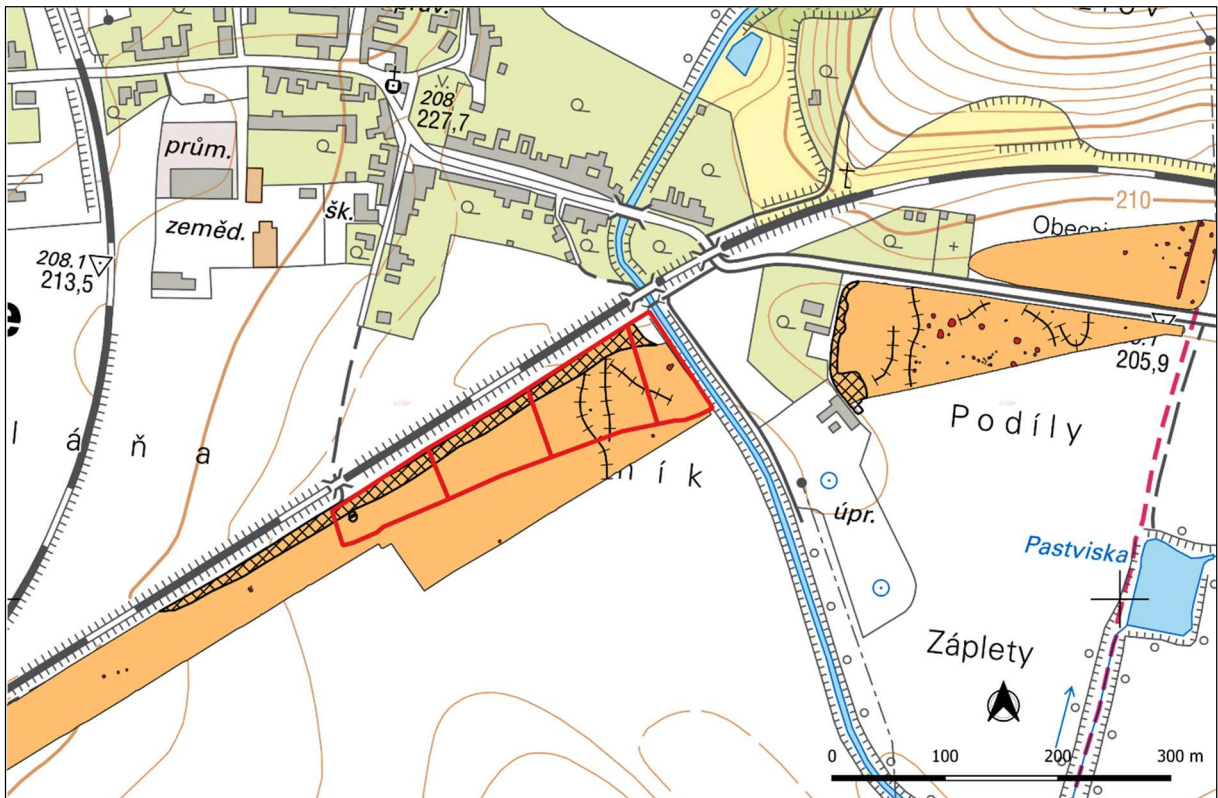 208
227,7
prům.
šk.
zeměd.
208.1
213,5
210
205,9
l á ň a
Podíly
ník
úpr.
Pastviska
Záplety
0 100 200 300 m